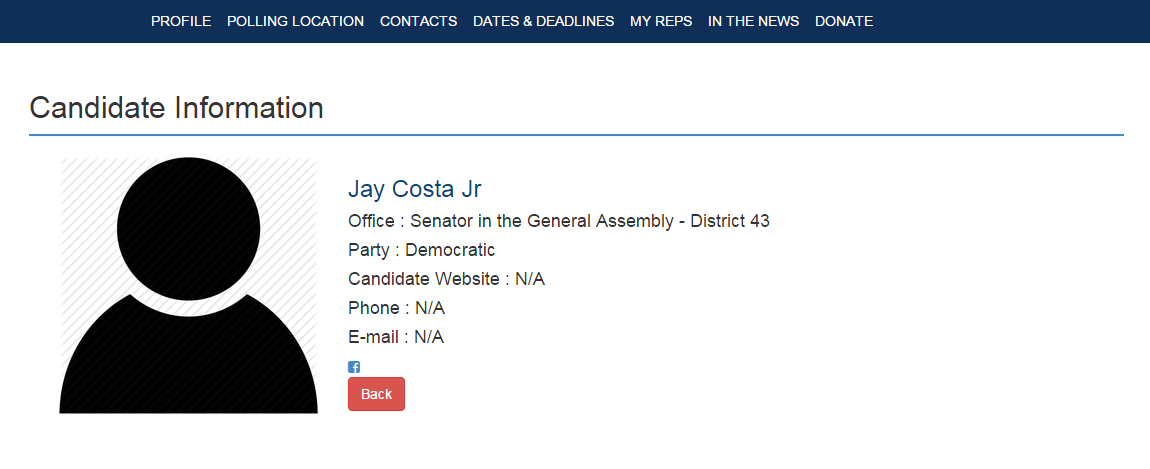 PROFILE POLLING LOCATION CONTACTS DATES & DEADLINES MY REPS IN THE NEWS DONATE
Candidate Information
Jay Costa Jr
Office : Senator in the General Assembly - District 43
Party : Democratic
Candidate Website : N/A
Phone : N/A
E-mail : N/A
Back